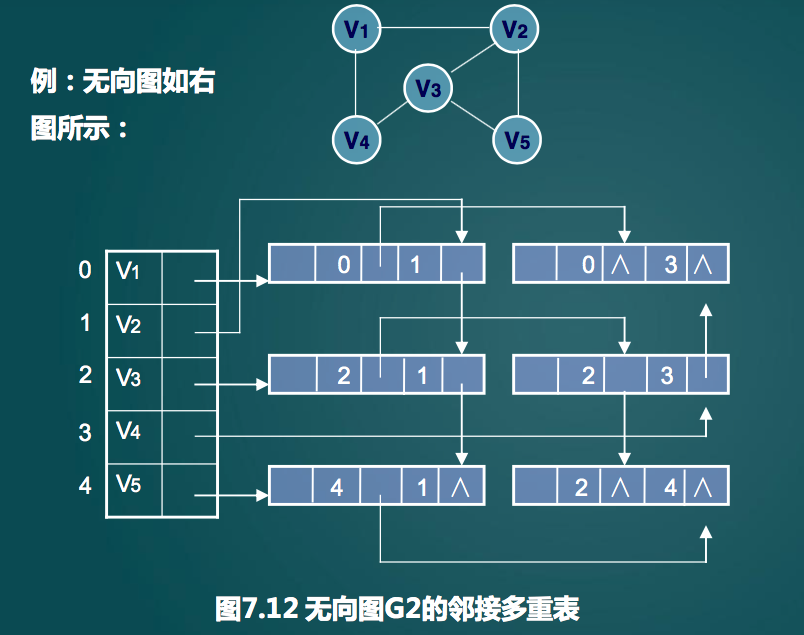 V1 V2
例：无向图如右
V3
图所示：
V4 V5
0 V1 0 1 0 ∧ 3 ∧
1 V2
2 V3 2 1 2 3
3 V4
4 V5 4 1 ∧ 2 ∧ 4 ∧
图7.12 无向图G2的邻接多重表